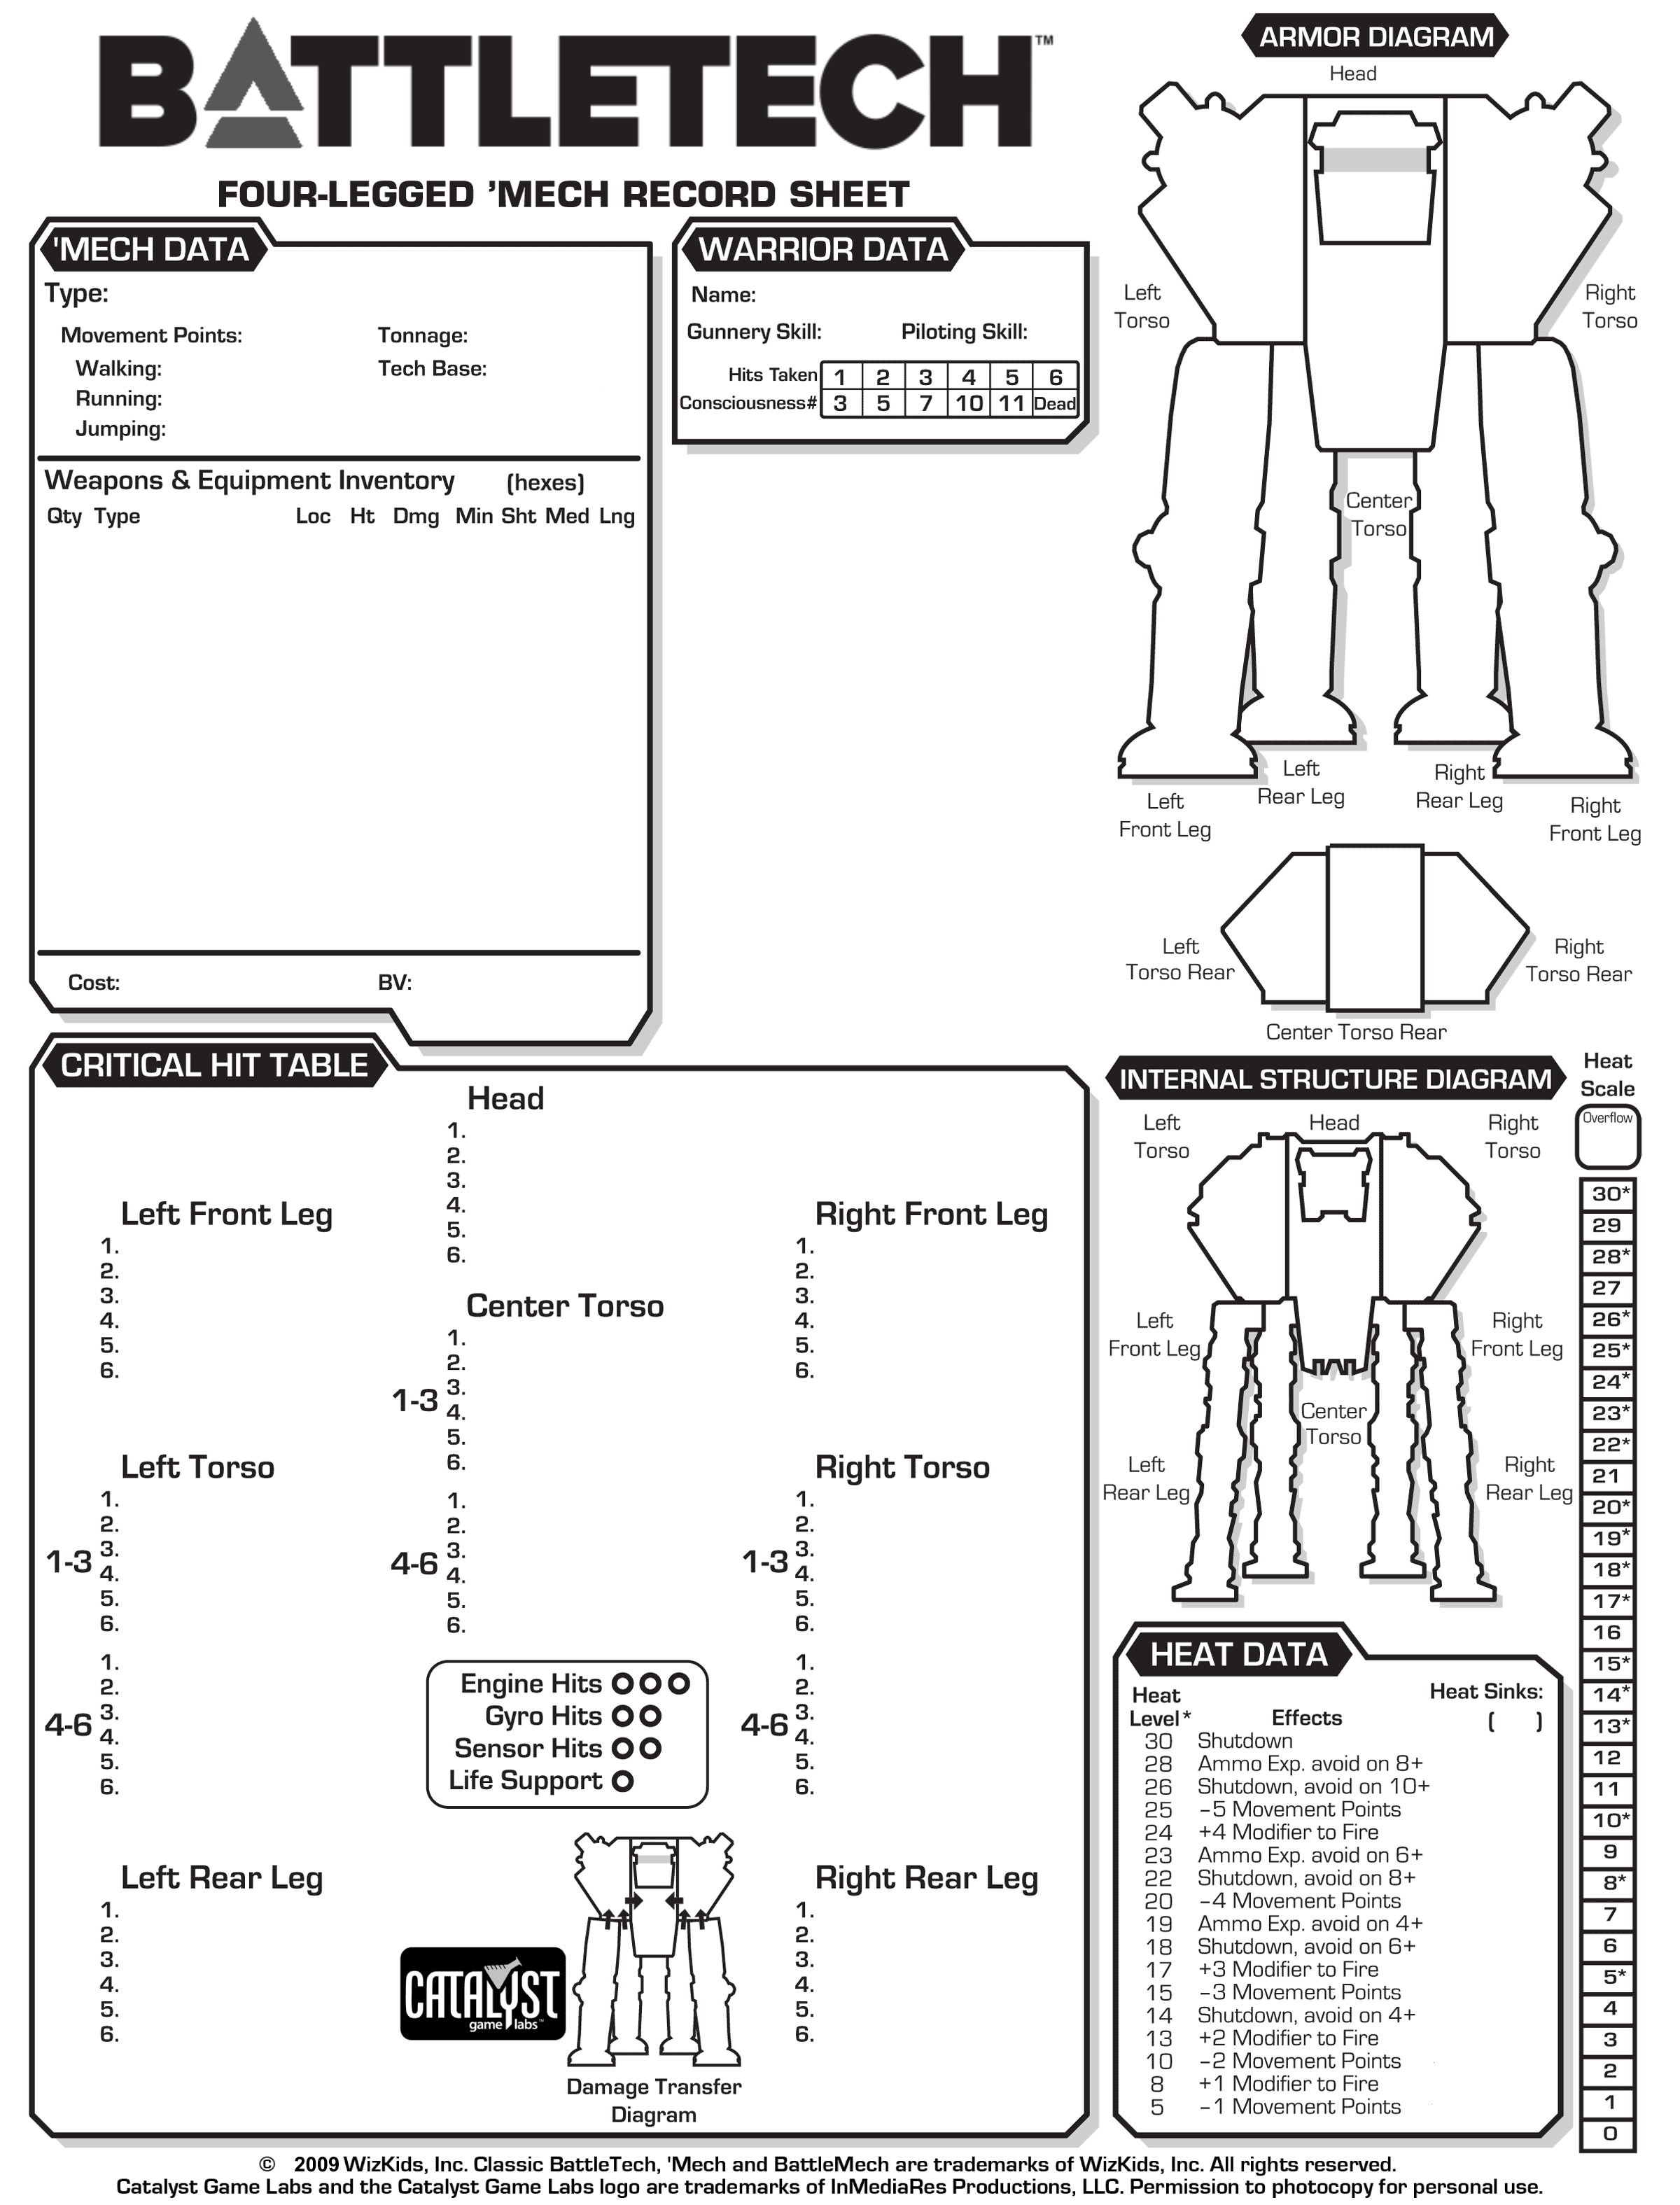 BATTLETECH™
FOUR-LEGGED 'MECH RECORD SHEET
'MECH DATA
Type:
Movement Points:
Tonnage:
Walking:
Tech Base:
Running:
Jumping:
Weapons & Equipment Inventory (hexes)
Qty Type Loc Ht Dmg Min Sht Med Lng
Cost:
BV:
WARRIOR DATA
Name:
Gunnery Skill: Piloting Skill:
Hits Taken 1 2 3 4 5 6
Consciousness# 3 5 7 10 11 Dead
ARMOR DIAGRAM
Head
Left
Torso
Right
Torso
Center
Torso
Left
Rear Leg
Right
Rear Leg
Left
Front Leg
Right
Front Leg
Left
Torso Rear
Right
Torso Rear
Center Torso Rear
CRITICAL HIT TABLE
Head
1.
2.
3.
4.
5.
6.
Left Front Leg
1.
2.
3.
4.
5.
6.
Right Front Leg
1.
2.
3.
4.
5.
6.
Center Torso
1-3
1.
2.
3.
4.
5.
6.
4-6
1.
2.
3.
4.
5.
6.
Left Torso
1-3
1.
2.
3.
4.
5.
6.
4-6
1.
2.
3.
4.
5.
6.
Right Torso
1-3
1.
2.
3.
4.
5.
6.
4-6
1.
2.
3.
4.
5.
6.
Engine Hits
Gyro Hits
Sensor Hits
Life Support
Left Rear Leg
1.
2.
3.
4.
5.
6.
Right Rear Leg
1.
2.
3.
4.
5.
6.
CATALYST
game labs™
Damage Transfer
Diagram
INTERNAL STRUCTURE DIAGRAM
Left
Torso
Head
Right
Torso
Left
Front Leg
Right
Front Leg
Center
Torso
Left
Rear Leg
Right
Rear Leg
Heat
Scale
Overflow
30*
29
28*
27
26*
25*
24*
23*
22*
21
20*
19*
18*
17*
16
15*
14*
13*
12
11
10*
9
8*
7
6
5*
4
3
2
1
0
HEAT DATA
Heat
Level* Effects
Heat Sinks:
( )
30 Shutdown
28 Ammo Exp. avoid on 8+
26 Shutdown, avoid on 10+
25 –5 Movement Points
24 +4 Modifier to Fire
23 Ammo Exp. avoid on 6+
22 Shutdown, avoid on 8+
20 –4 Movement Points
19 Ammo Exp. avoid on 4+
18 Shutdown, avoid on 6+
17 +3 Modifier to Fire
15 –3 Movement Points
14 Shutdown, avoid on 4+
13 +2 Modifier to Fire
10 –2 Movement Points
8 +1 Modifier to Fire
5 –1 Movement Points
© 2009 WizKids, Inc. Classic BattleTech, 'Mech and BattleMech are trademarks of WizKids, Inc. All rights reserved.
Catalyst Game Labs and the Catalyst Game Labs logo are trademarks of InMediaRes Productions, LLC. Permission to photocopy for personal use.